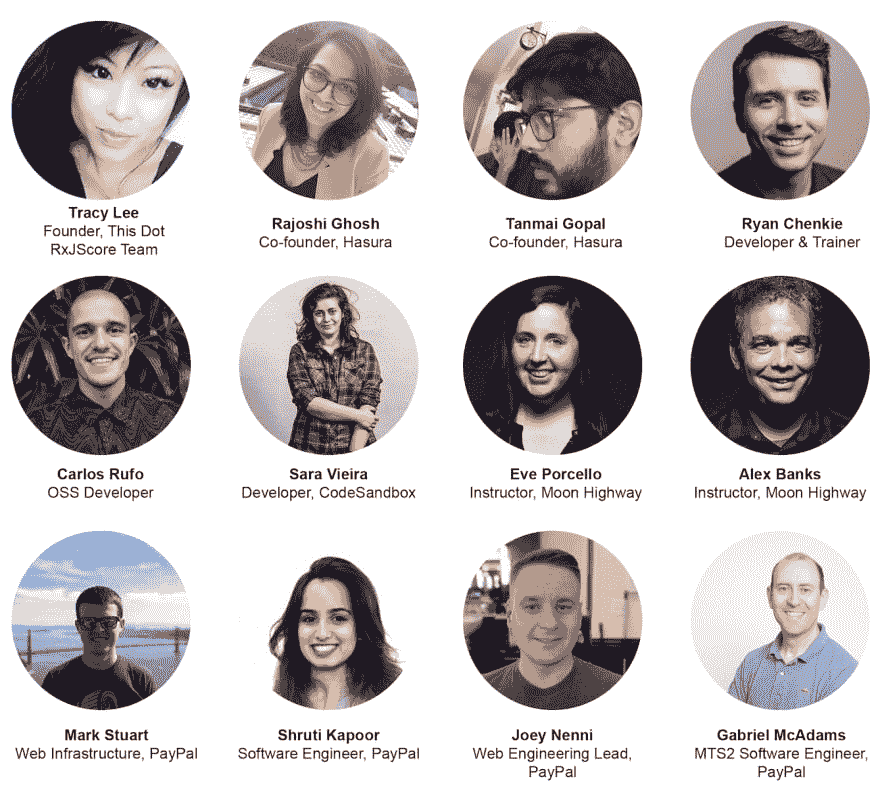 Tracy Lee
Founder, This Dot
RxJScore Team
Rajoshi Ghosh
Co-founder, Hasura
Tanmai Gopal
Co-founder, Hasura
Ryan Chenkie
Developer & Trainer
Carlos Rufo
OSS Developer
Sara Vieira
Developer, CodeSandbox
Eve Porcello
Instructor, Moon Highway
Alex Banks
Instructor, Moon Highway
Mark Stuart
Web Infrastructure, PayPal
Shruti Kapoor
Software Engineer, PayPal
Joey Nenni
Web Engineering Lead,
PayPal
Gabriel McAdams
MTS2 Software Engineer,
PayPal